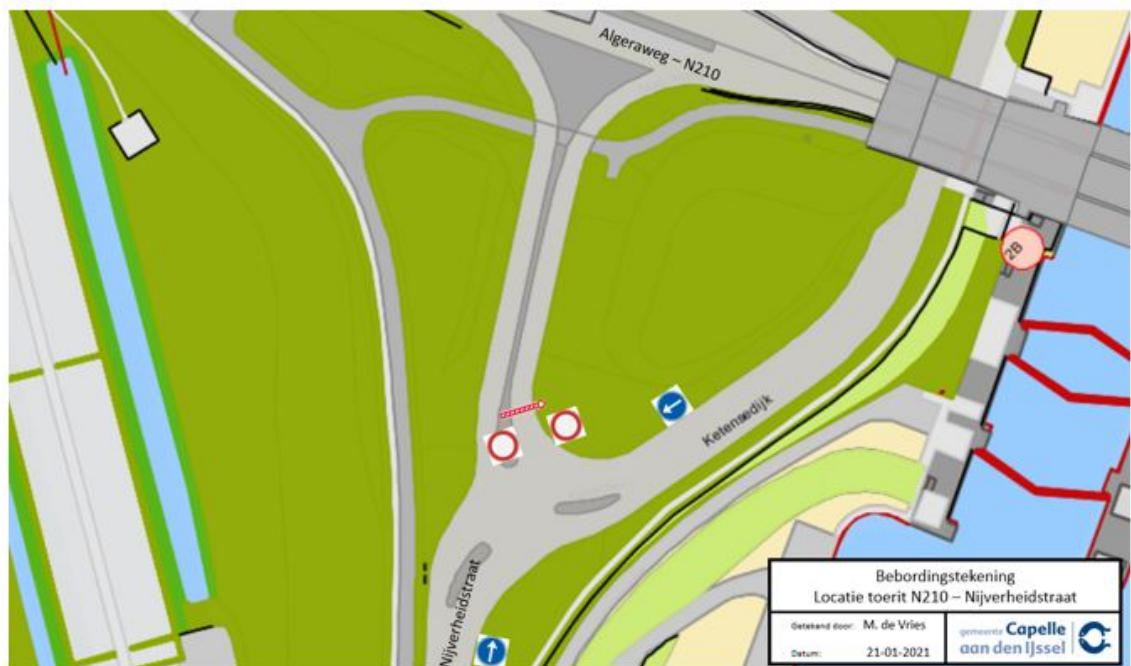 Algeraweg – N210
2B
Ketensedijk
Nijverheidstraat
Bebordingstekening
Locatie toerit N210 – Nijverheidstraat
Getekend door: M. de Vries
Datum: 21-01-2021
gemeente Capelle
aan den IJssel